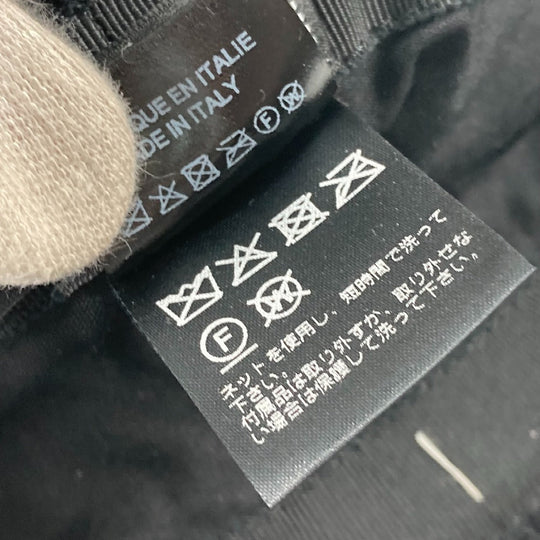 QUE EN ITALIE
DE IN ITALY
F
F
W
ネットを使用し、短時間で洗って
下さい。
付属品は取り外すか、取り外せな
い場合は保護して洗って下さい。